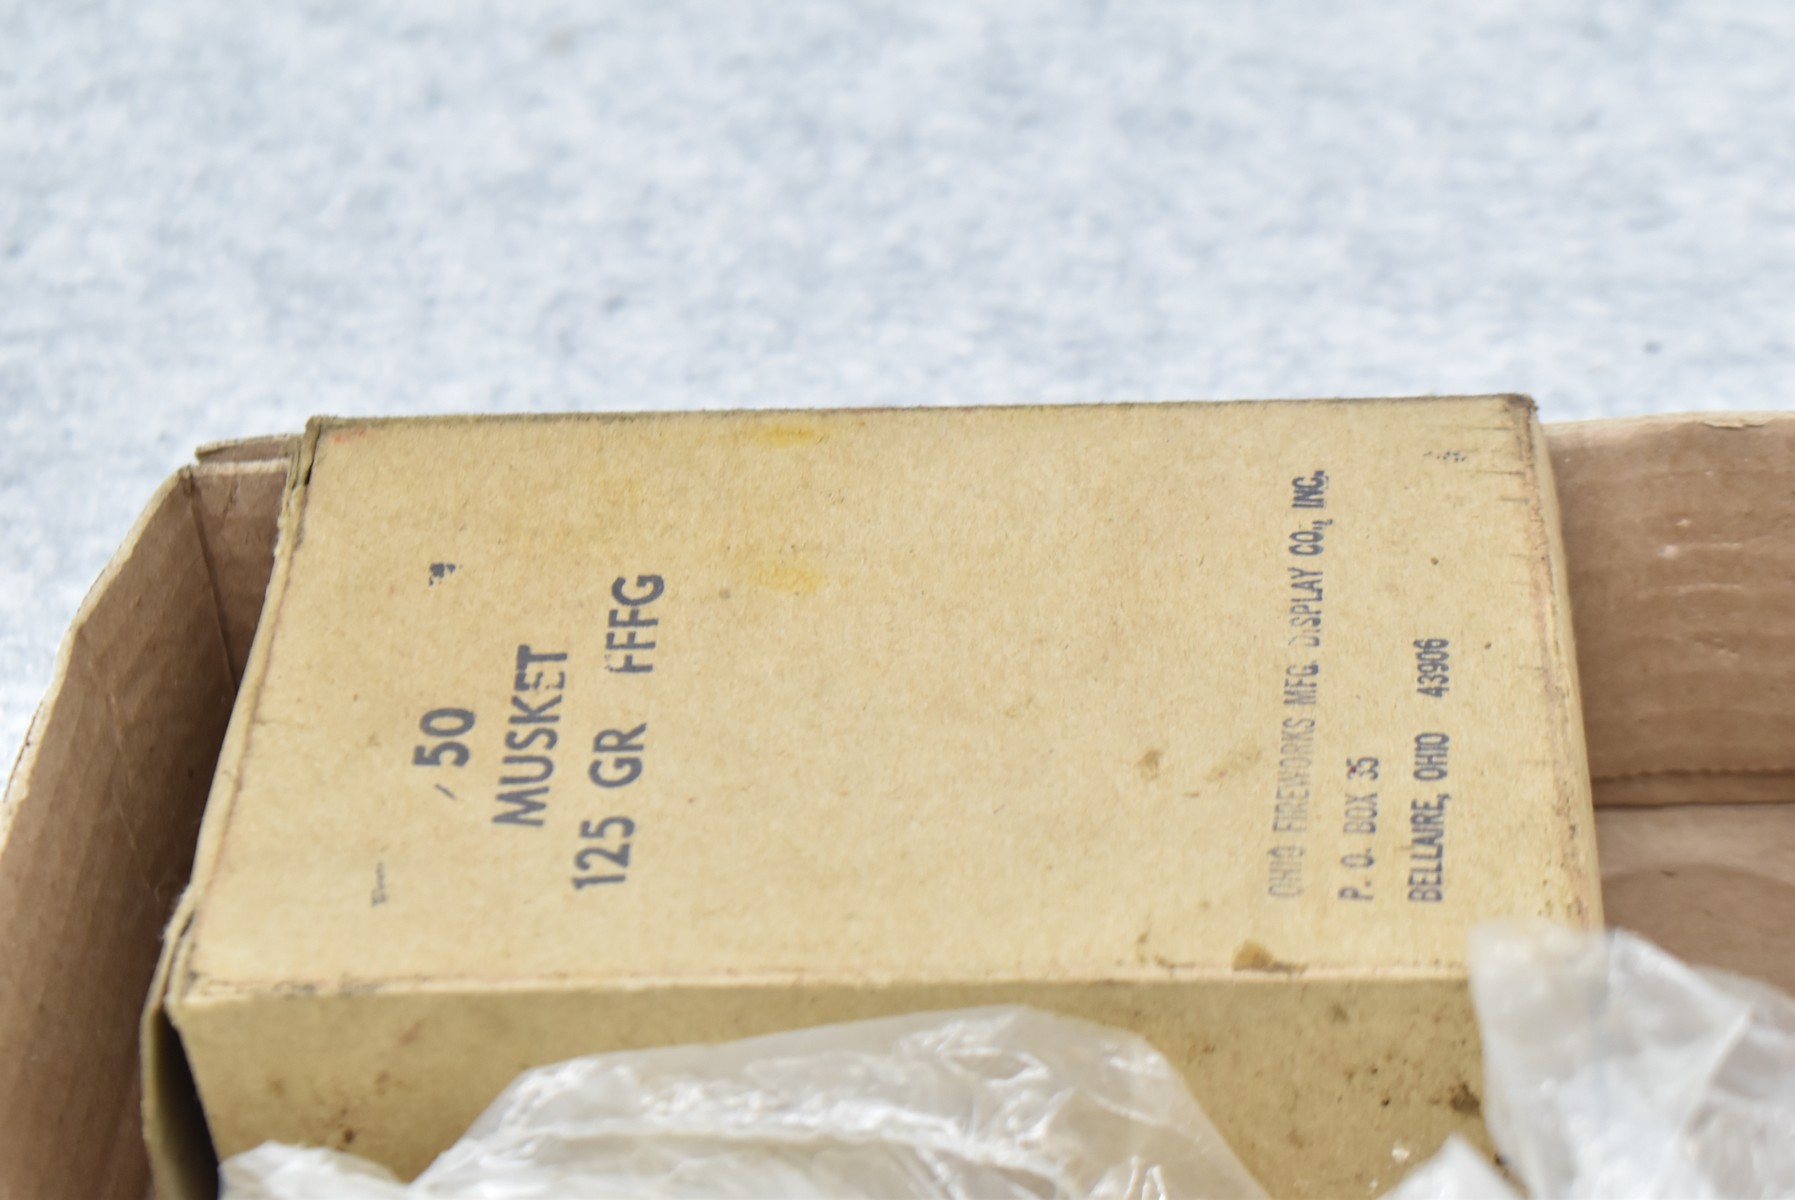 50
MUSKET
125 GR FFFG
OHIO FIREWORKS MFG. DISPLAY CO., INC.
P. O. BOX 35
BELLAIRE, OHIO 43906